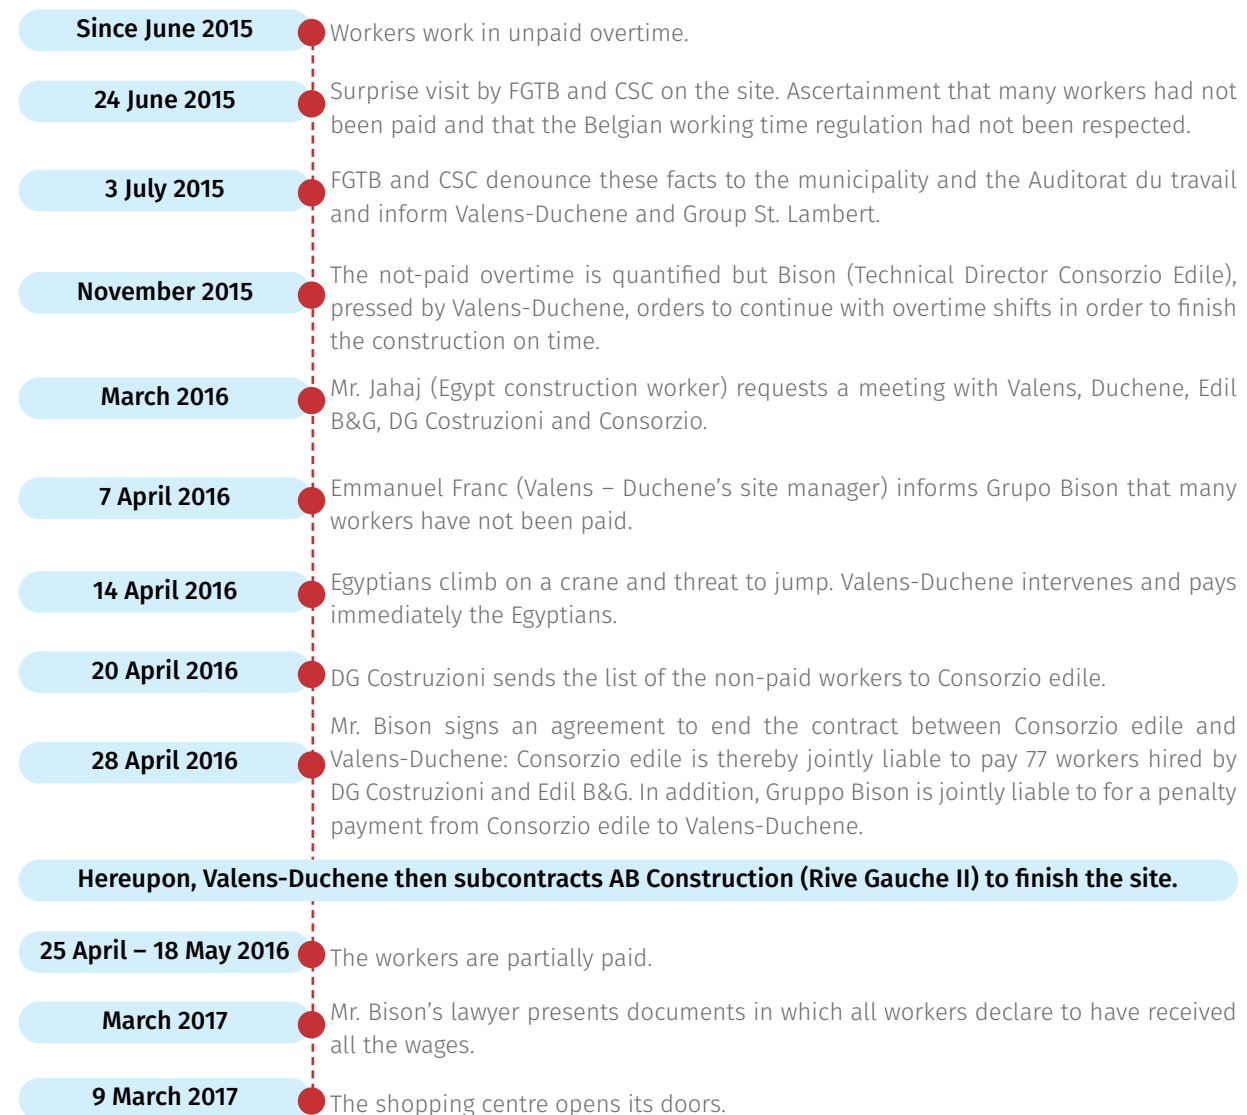 Since June 2015
Workers work in unpaid overtime.
24 June 2015
Surprise visit by FGTB and CSC on the site. Ascertainment that many workers had not
been paid and that the Belgian working time regulation had not been respected.
3 July 2015
FGTB and CSC denounce these facts to the municipality and the Auditorat du travail
and inform Valens-Duchene and Group St. Lambert.
November 2015
The not-paid overtime is quantified but Bison (Technical Director Consorzio Edile),
pressed by Valens-Duchene, orders to continue with overtime shifts in order to finish
the construction on time.
March 2016
Mr. Jahaj (Egypt construction worker) requests a meeting with Valens, Duchene, Edil
B&G, DG Costruzioni and Consorzio.
7 April 2016
Emmanuel Franc (Valens – Duchene’s site manager) informs Grupo Bison that many
workers have not been paid.
14 April 2016
Egyptians climb on a crane and threat to jump. Valens-Duchene intervenes and pays
immediately the Egyptians.
20 April 2016
DG Costruzioni sends the list of the non-paid workers to Consorzio edile.
28 April 2016
Mr. Bison signs an agreement to end the contract between Consorzio edile and
Valens-Duchene: Consorzio edile is thereby jointly liable to pay 77 workers hired by
DG Costruzioni and Edil B&G. In addition, Gruppo Bison is jointly liable to for a penalty
payment from Consorzio edile to Valens-Duchene.
Hereupon, Valens-Duchene then subcontracts AB Construction (Rive Gauche II) to finish the site.
25 April – 18 May 2016
The workers are partially paid.
March 2017
Mr. Bison’s lawyer presents documents in which all workers declare to have received
all the wages.
9 March 2017
The shopping centre opens its doors.